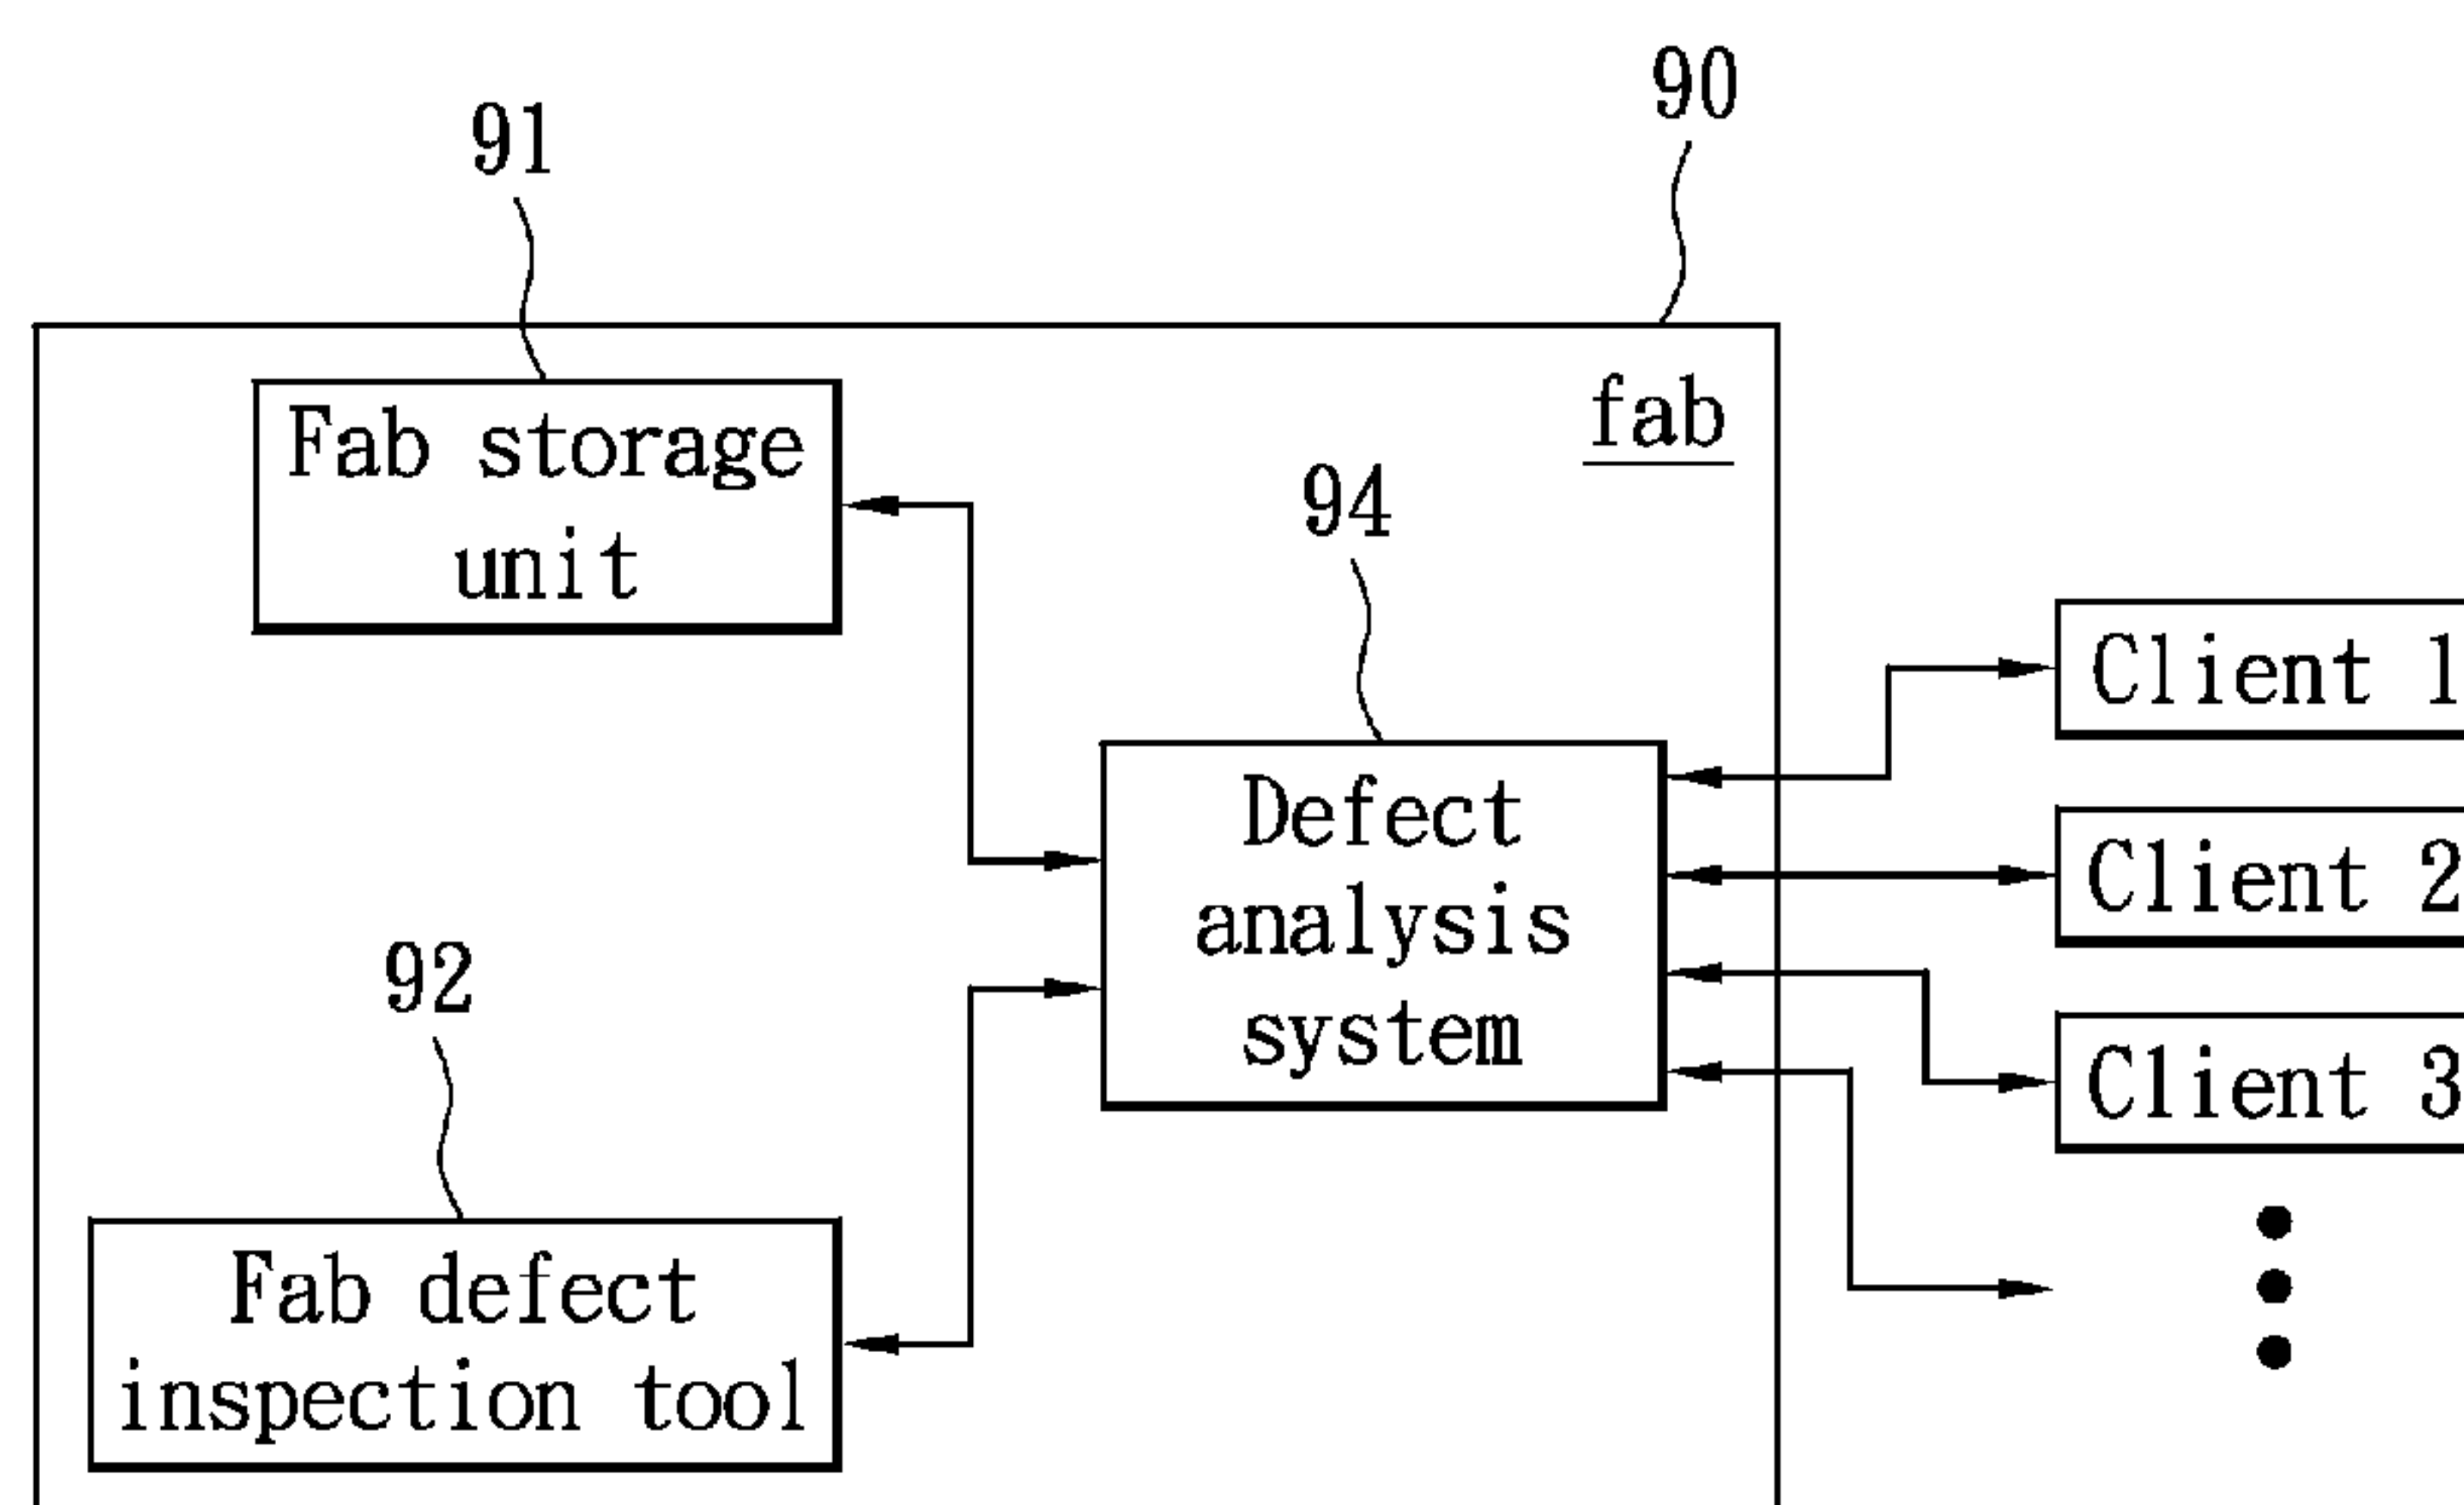 90
91
fab
Fab storage
unit
94
Client 1
Defect
analysis
system
Client 2
92
Client 3
Fab defect
inspection tool